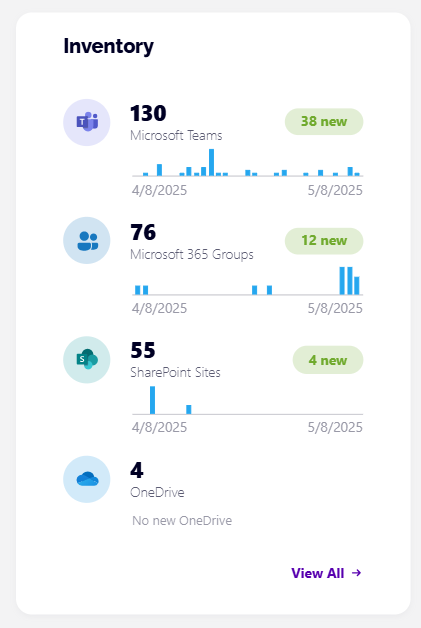 Inventory
130
38 new
Microsoft Teams
4/8/2025 5/8/2025
76
12 new
Microsoft 365 Groups
4/8/2025 5/8/2025
55
4 new
SharePoint Sites
4/8/2025 5/8/2025
4
OneDrive
No new OneDrive
View All →